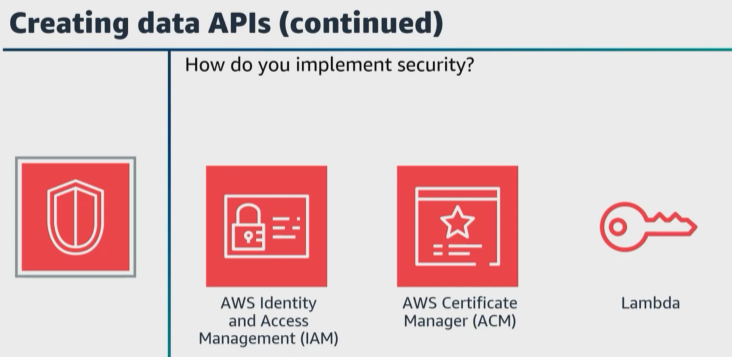 Creating data APIs (continued)
How do you implement security?
AWS Identity
and Access
Management (IAM)
AWS Certificate
Manager (ACM)
Lambda